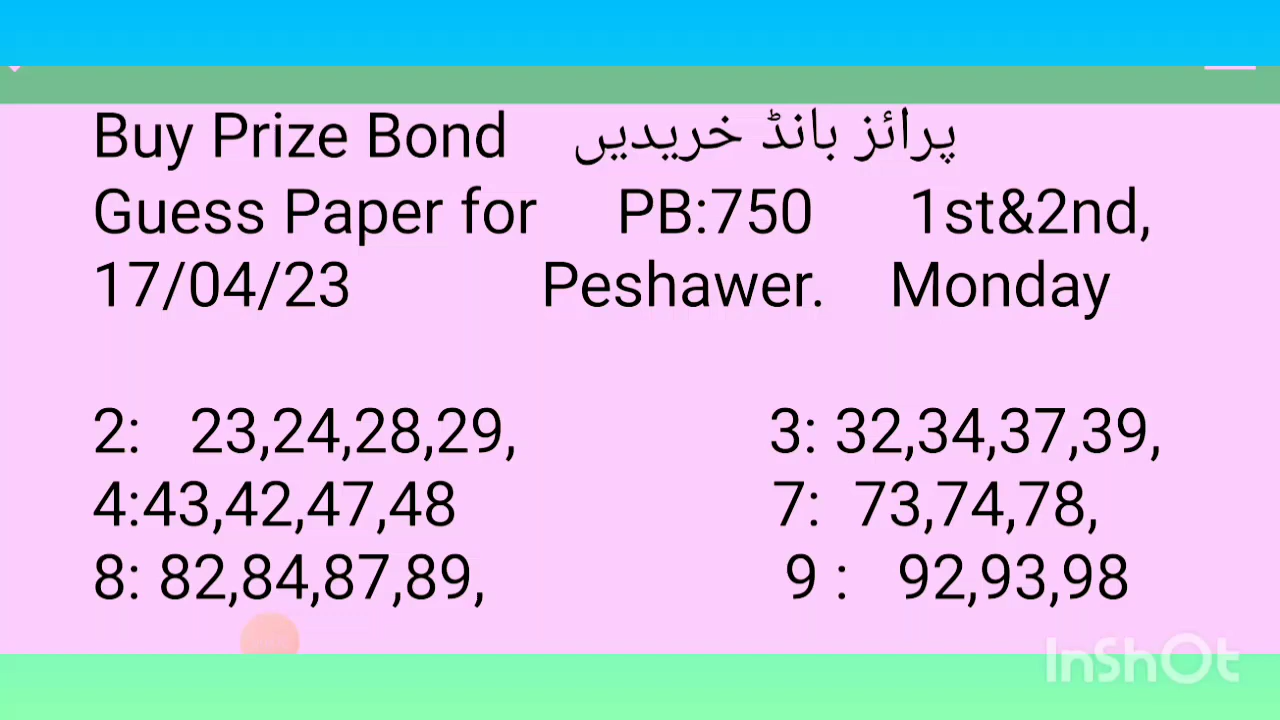 Buy Prize Bond پرائز بانڈ خریدیں
Guess Paper for PB:750 1st&2nd,
17/04/23 Peshawer. Monday
2: 23,24,28,29, 3: 32,34,37,39,
4:43,42,47,48 7: 73,74,78,
8: 82,84,87,89, 9 : 92,93,98
InShOt